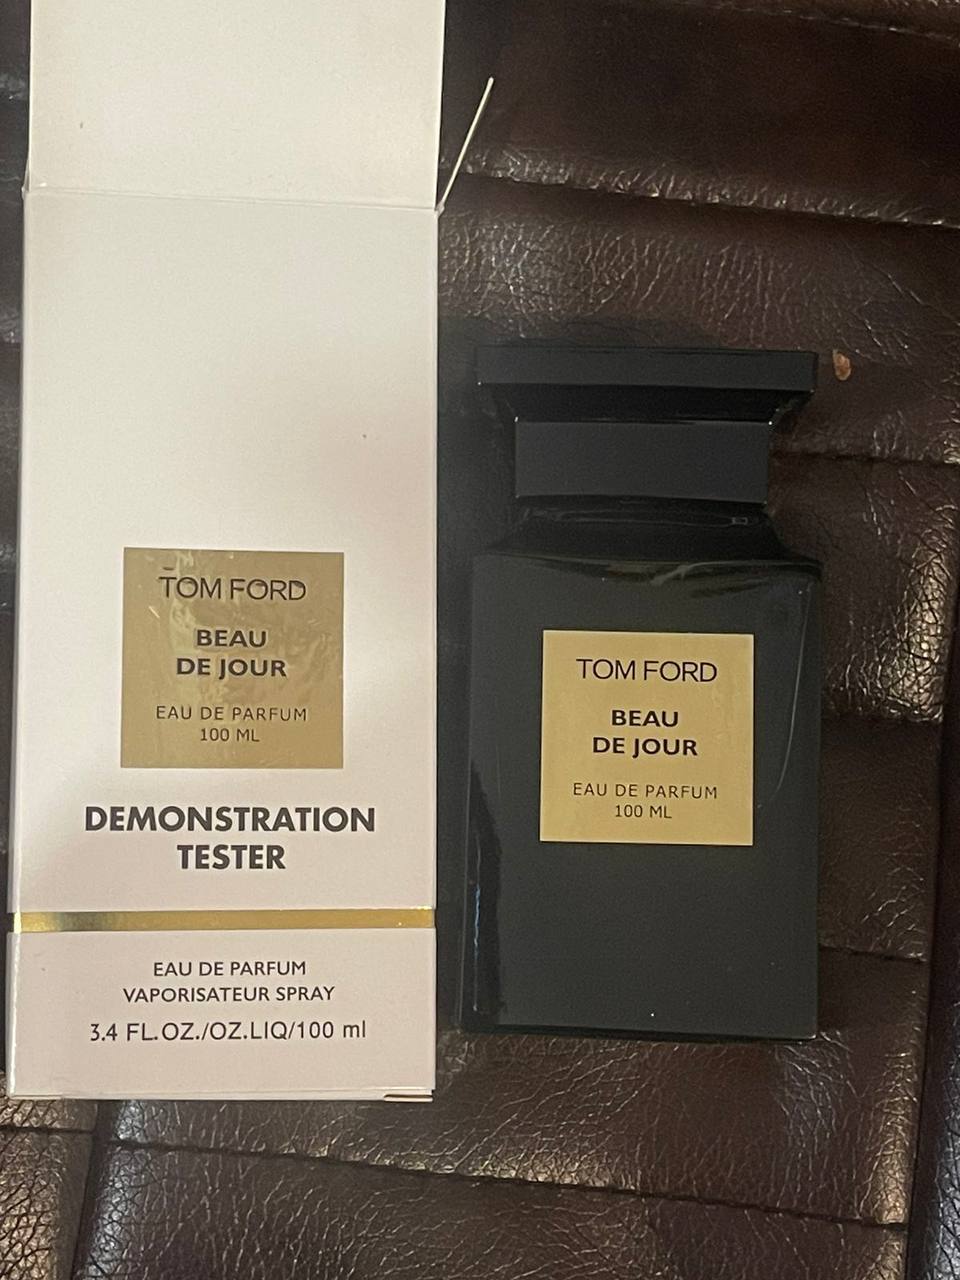 TOM FORD
BEAU
DE JOUR
EAU DE PARFUM
100 ML
DEMONSTRATION
TESTER
EAU DE PARFUM
VAPORISATEUR SPRAY
3.4 FL.OZ./OZ.LIQ/100 ml
TOM FORD
BEAU
DE JOUR
EAU DE PARFUM
100 ML